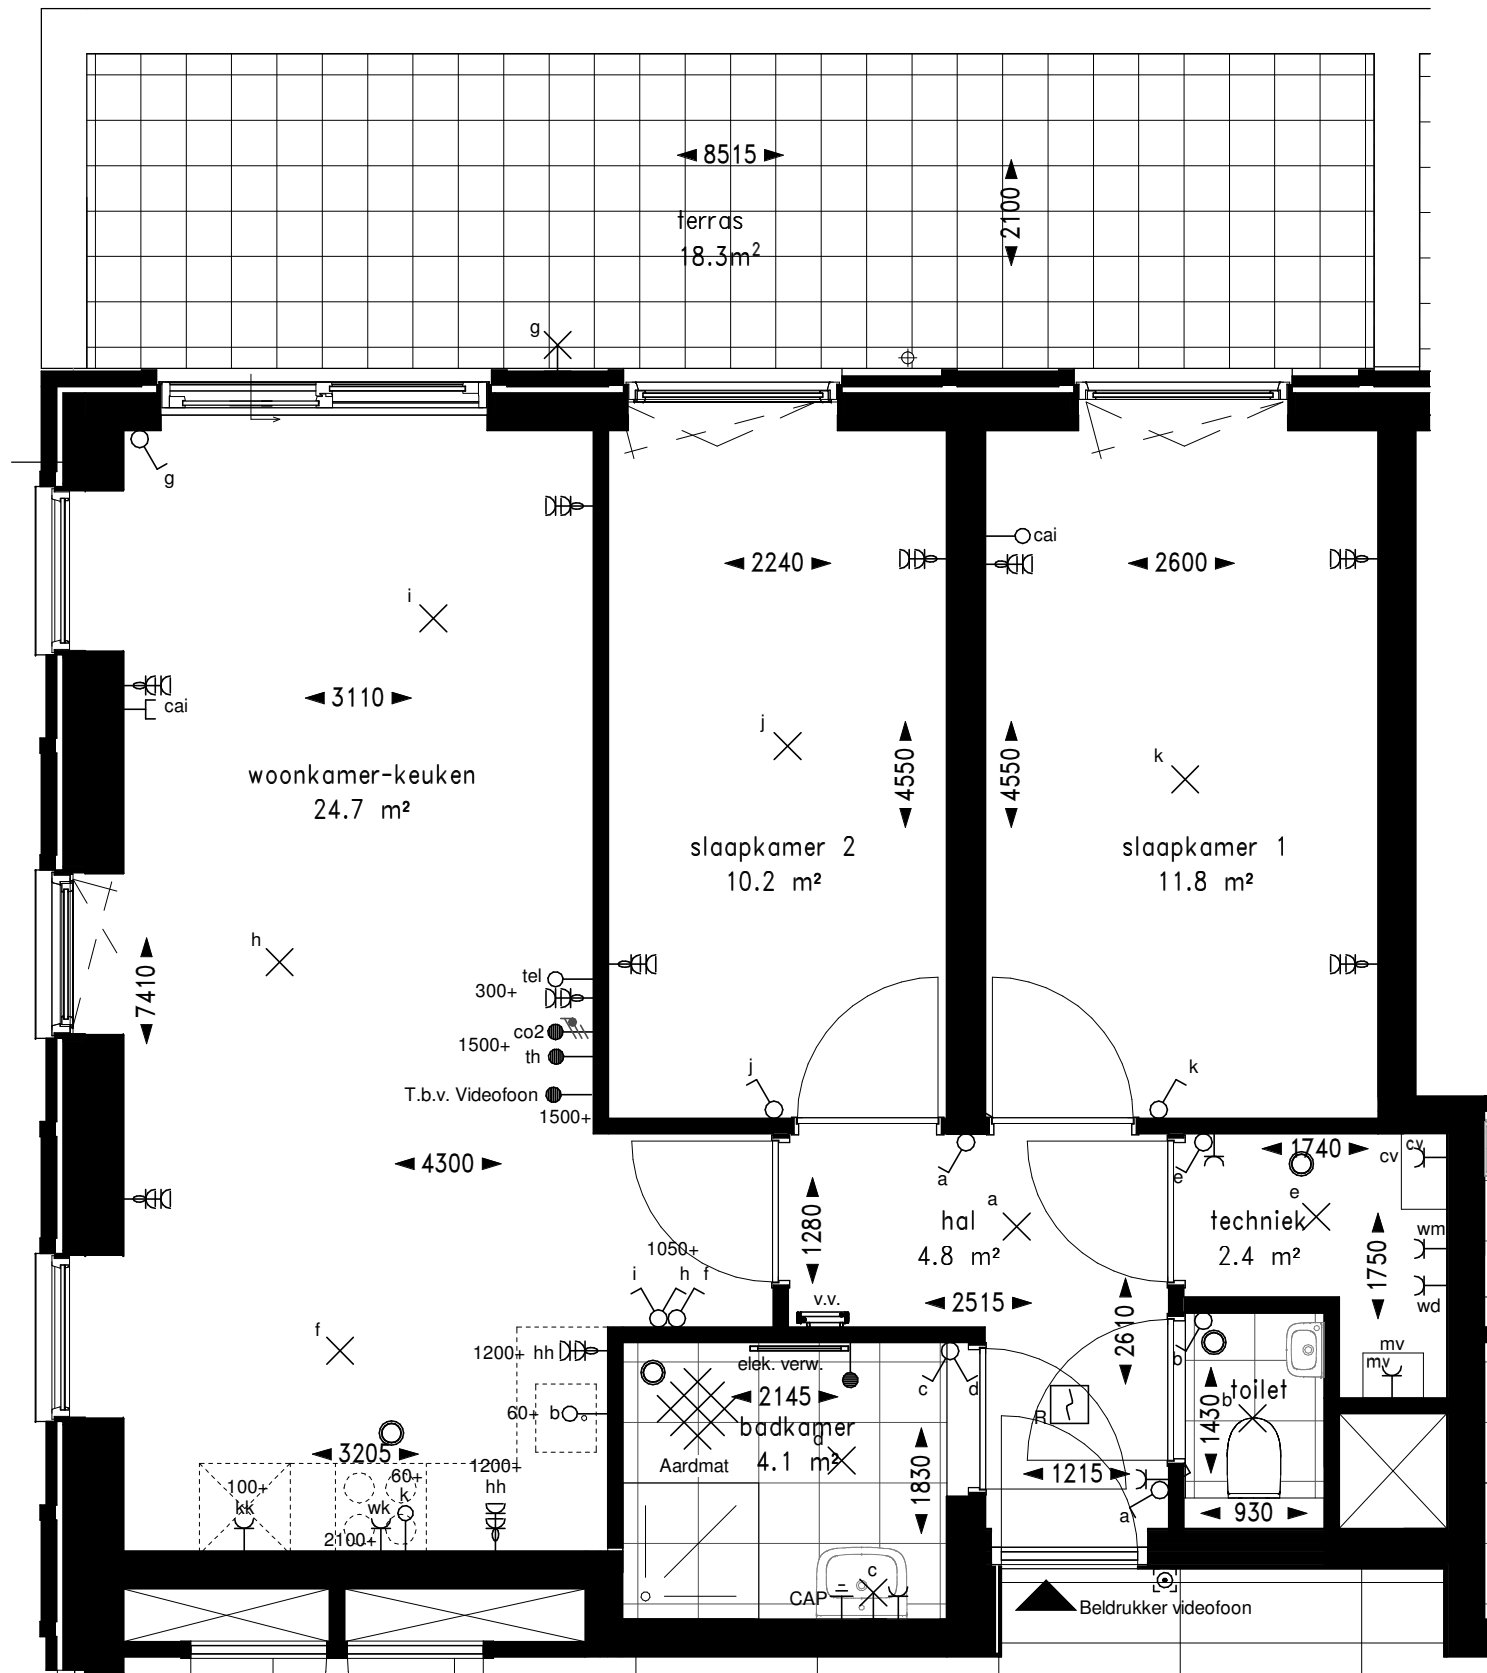 8515
2100
terras
18.3m²
g
g
cai
2240
2600
i
3110
cai
j
k
4550
4550
woonkamer-keuken
24.7 m²
slaapkamer 2
10.2 m²
slaapkamer 1
11.8 m²
h
7410
tel
300+
co2
1500+
th
T.b.v. Videofoon
1500+
j
k
4300
a
e
1740
cv
cv
1280
a
hal
4.8 m²
e
techniek
2.4 m²
wm
1750
wd
1050+
i
h
f
v.v.
2515
2610
f
1200+ hh
elek. verw.
2145
badkamer
4.1 m²
d
c
d
b
mv
mv
toilet
b
1430
60+ b
R
3205
1200+
hh
Aardmat
1830
1215
930
100+
kk
wk
60+
k
2100+
a
CAP
c
Beldrukker videofoon